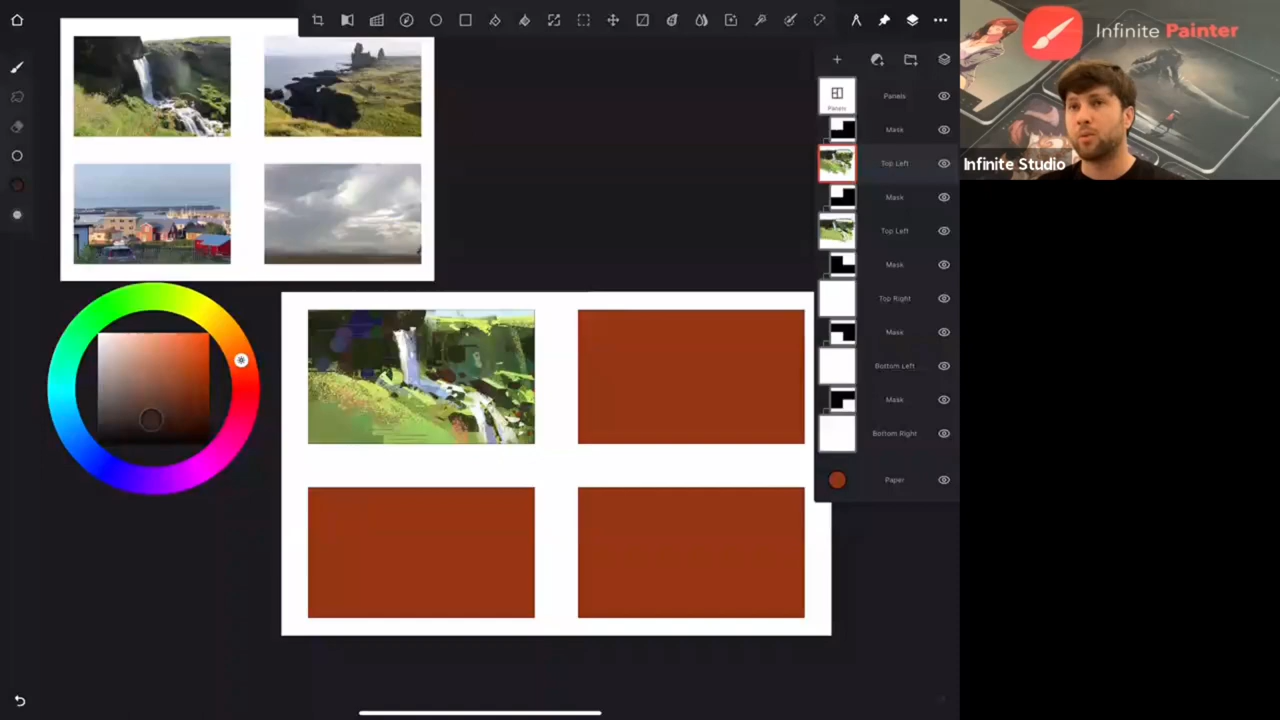 Panels
Panels
Mask
Top Left
Mask
Top Left
Mask
Top Right
Mask
Bottom Left
Mask
Bottom Right
Paper
Infinite Painter
Infinite Studio